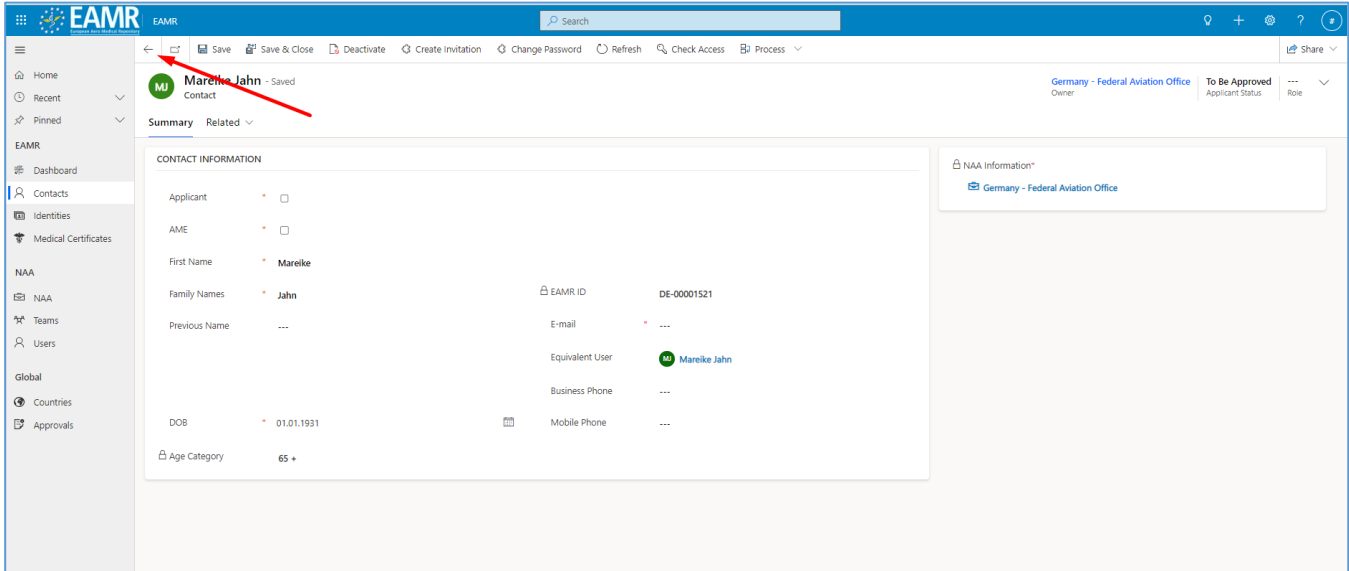 EAMR EAMR Search ? #
European Aero Medical Repository
Save Save & Close Deactivate Create Invitation Change Password Refresh Check Access Process Share
Home
Recent
Pinned
EAMR
Dashboard
Contacts
Identities
Medical Certificates
NAA
NAA
Teams
Users
Global
Countries
Approvals
MJ Mareike Jahn - Saved
Contact
Germany - Federal Aviation Office
Owner
To Be Approved
Applicant Status
---
Role
Summary Related
CONTACT INFORMATION
Applicant *
AME *
First Name * Mareike
Family Names * Jahn
Previous Name ---
DOB * 01.01.1931
Age Category 65 +
EAMR ID DE-00001521
E-mail * ---
Equivalent User MJ Mareike Jahn
Business Phone ---
Mobile Phone ---
NAA Information*
Germany - Federal Aviation Office